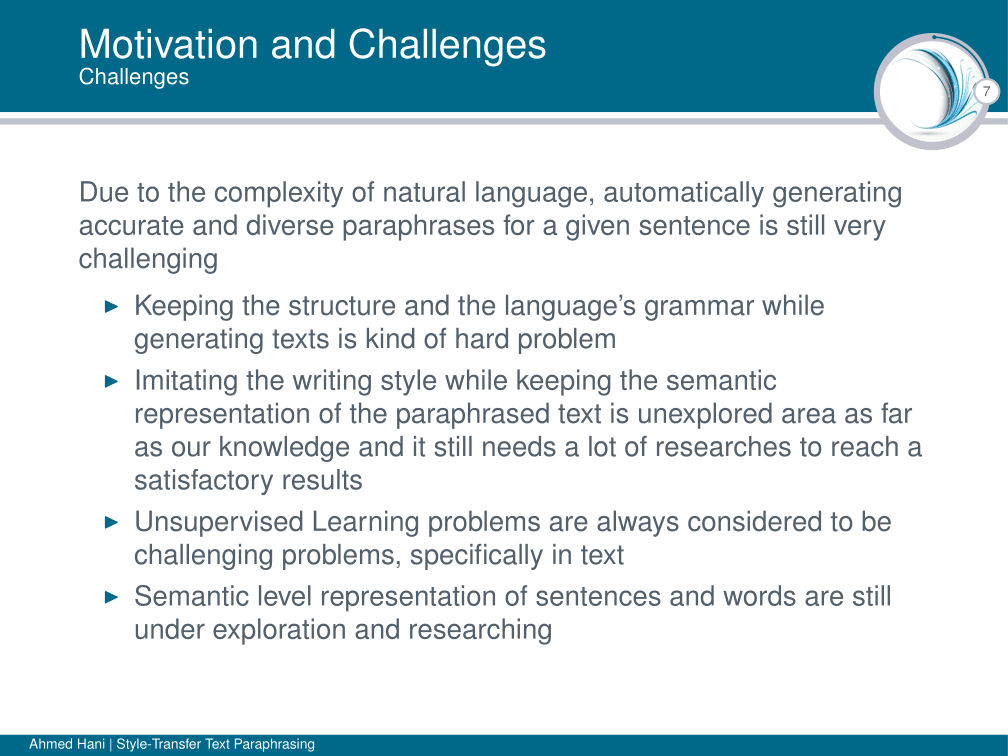 Motivation and Challenges
Challenges
7
Due to the complexity of natural language, automatically generating
accurate and diverse paraphrases for a given sentence is still very
challenging
Keeping the structure and the language's grammar while
generating texts is kind of hard problem
Imitating the writing style while keeping the semantic
representation of the paraphrased text is unexplored area as far
as our knowledge and it still needs a lot of researches to reach a
satisfactory results
Unsupervised Learning problems are always considered to be
challenging problems, specifically in text
Semantic level representation of sentences and words are still
under exploration and researching
Ahmed Hani | Style-Transfer Text Paraphrasing